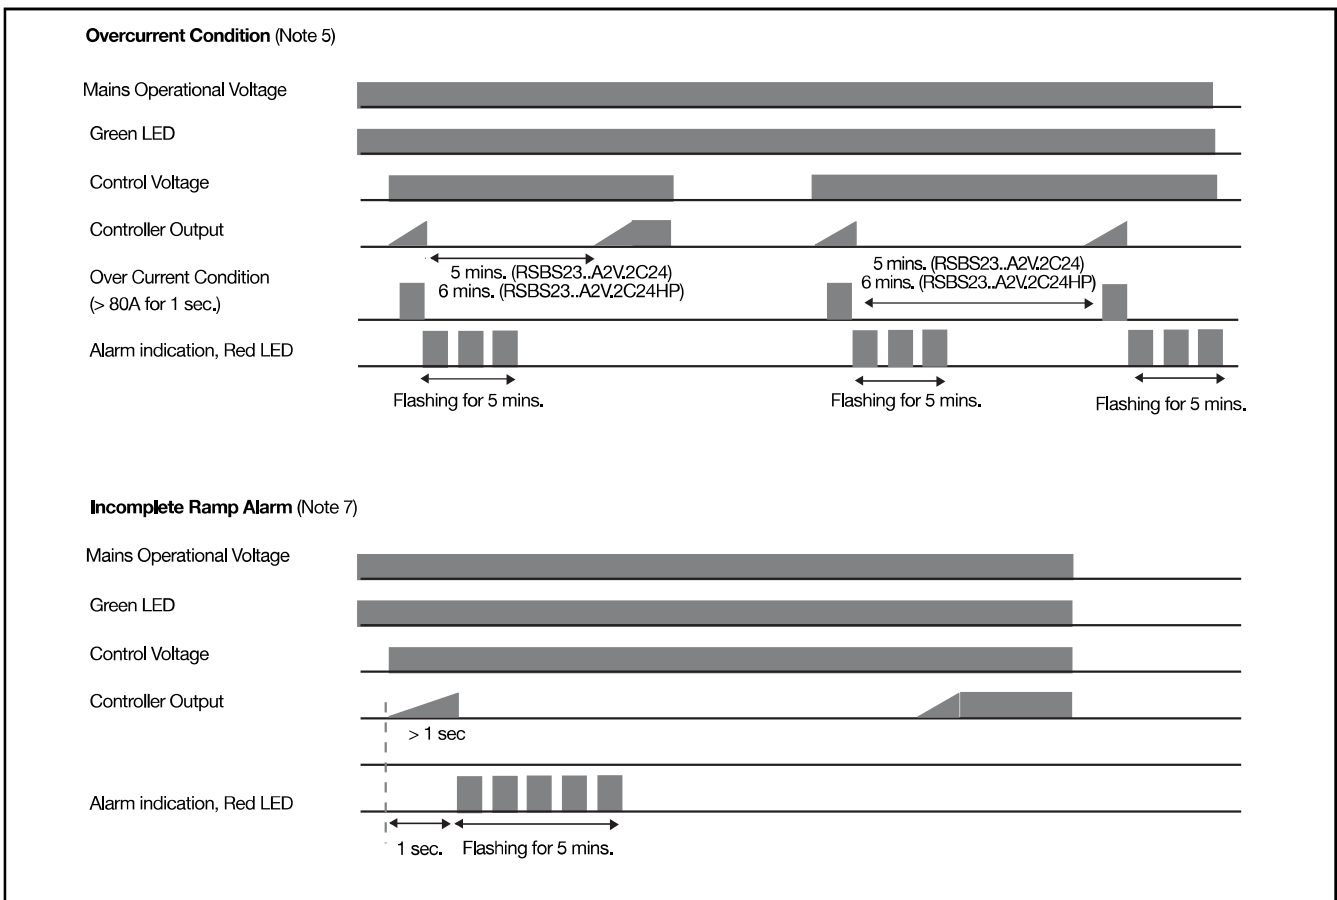 Overcurrent Condition (Note 5)
Mains Operational Voltage
Green LED
Control Voltage
Controller Output
5 mins. (RSBS23..A2V.2C24)
6 mins. (RSBS23..A2V.2C24HP)
5 mins. (RSBS23..A2V.2C24)
6 mins. (RSBS23..A2V.2C24HP)
Over Current Condition
(> 80A for 1 sec.)
Alarm indication, Red LED
Flashing for 5 mins.
Flashing for 5 mins.
Flashing for 5 mins.
Incomplete Ramp Alarm (Note 7)
Mains Operational Voltage
Green LED
Control Voltage
Controller Output
> 1 sec
Alarm indication, Red LED
1 sec.
Flashing for 5 mins.